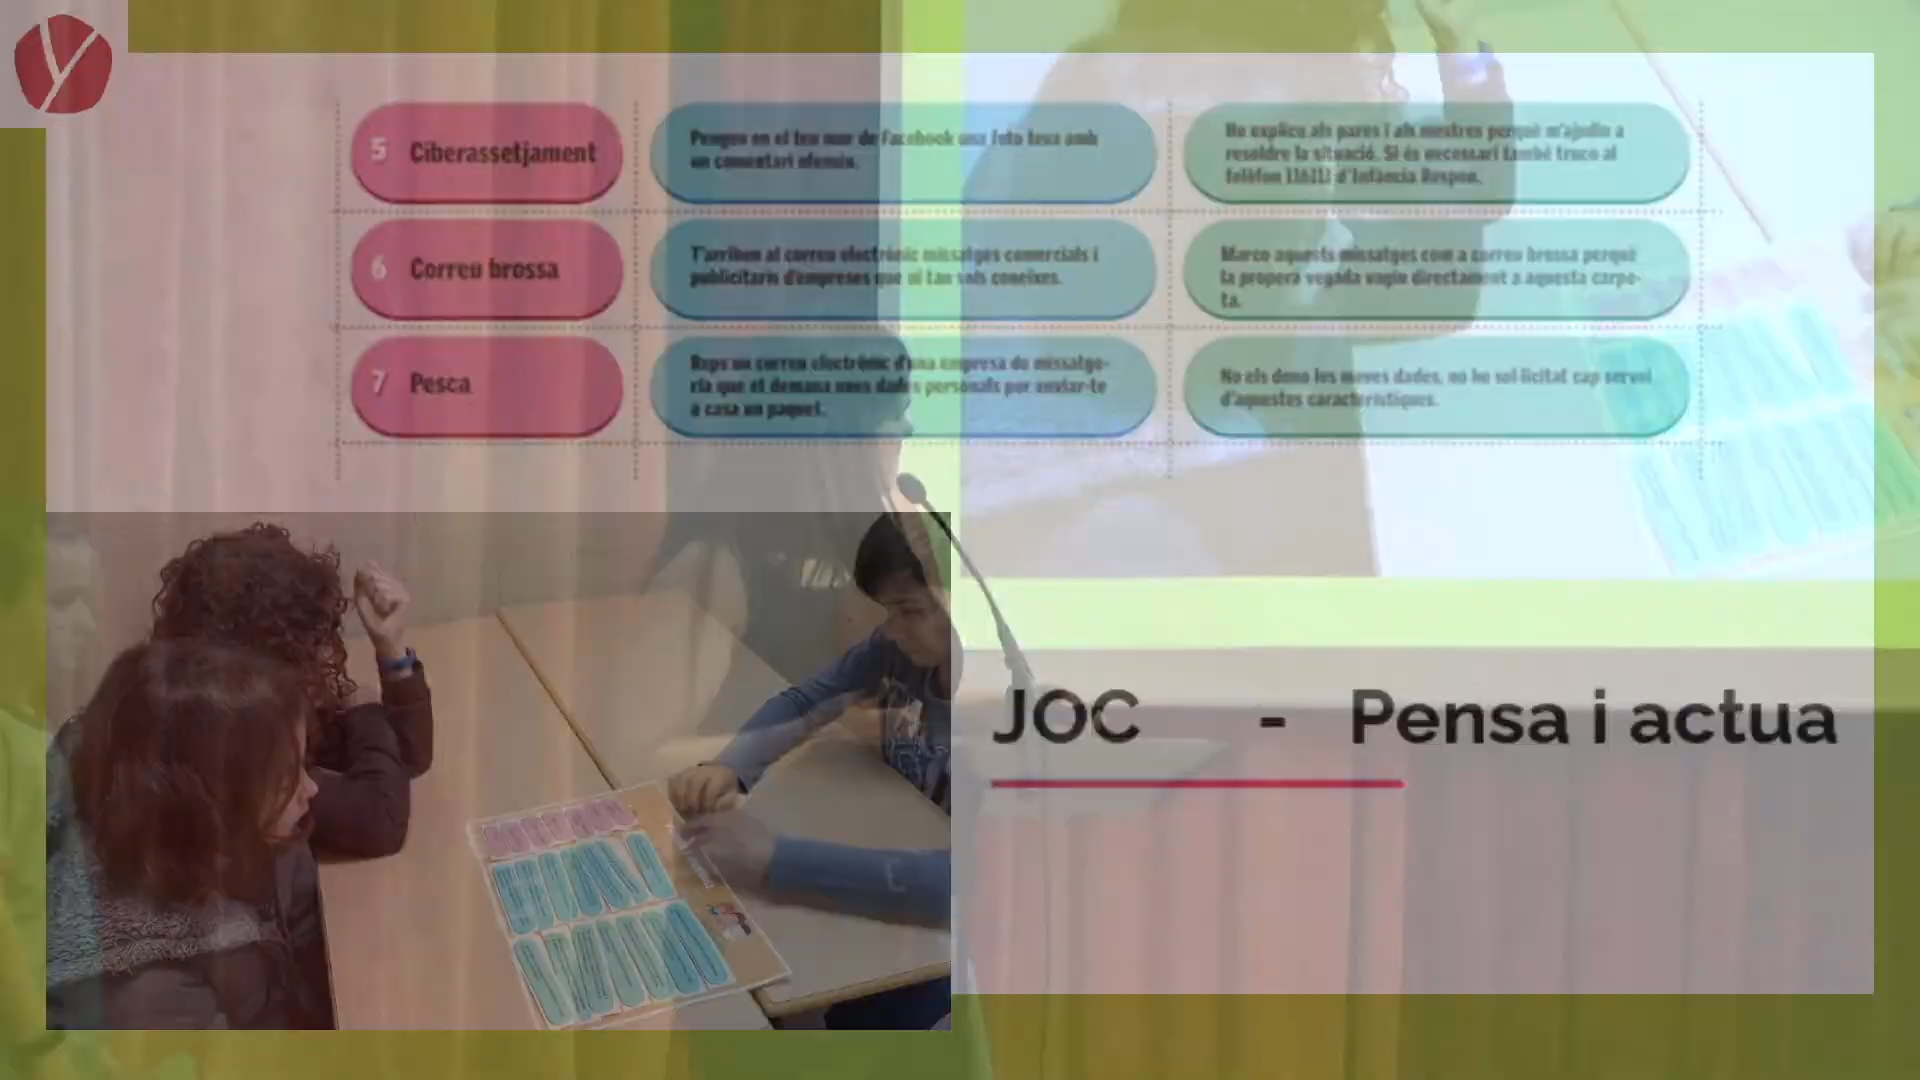 5 Ciberassetjament
Pengen en el teu mur de Facebook una foto teva amb
un comentari ofensiu.
Ho explico als pares i als mestres perquè m'ajudin a
resoldre la situació. Si és necessari també truco al
telèfon 116111 d'Infància Respon.
6 Correu brossa
T'arriben al correu electrònic missatges comercials i
publicitaris d'empreses que ni tan sols coneixes.
Marco aquests missatges com a correu brossa perquè
la propera vegada vagin directament a aquesta carpe-
ta.
7 Pesca
Reps un correu electrònic d'una empresa de missatge-
ria que et demana unes dades personals per enviar-te
a casa un paquet.
No els dono les meves dades, no he sol·licitat cap servei
d'aquestes característiques.
JOC - Pensa i actua